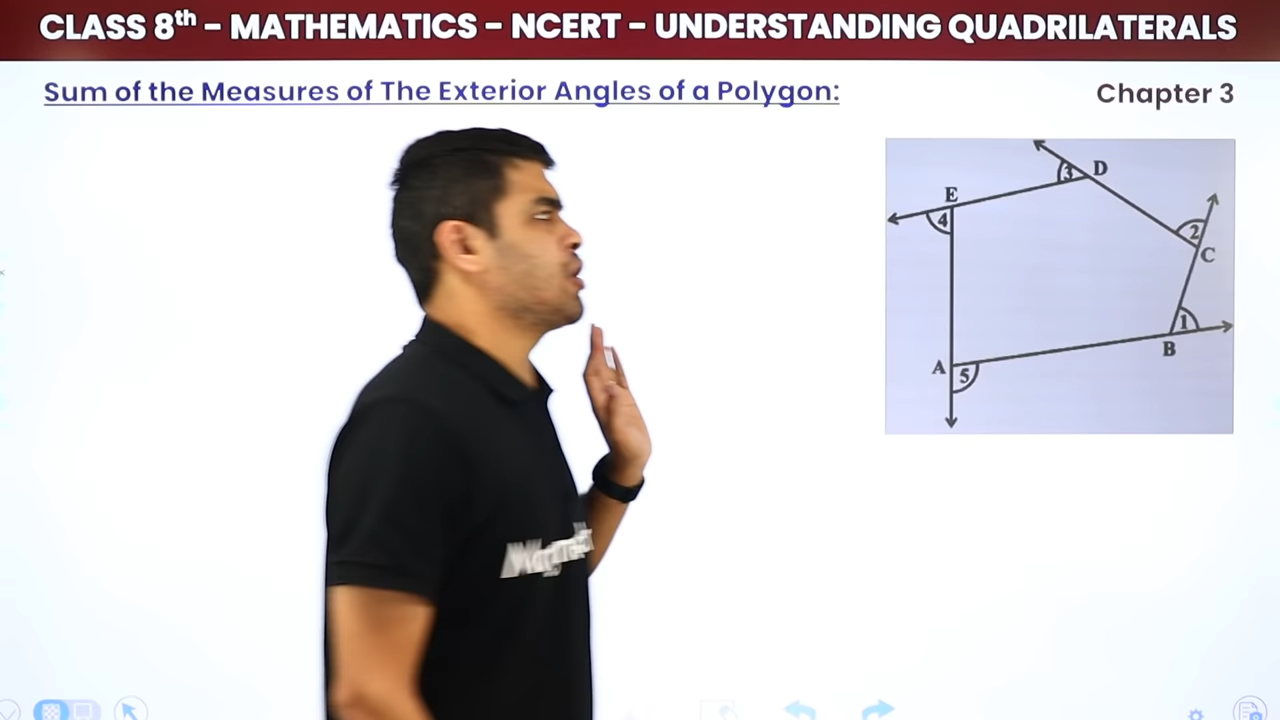 CLASS 8th – MATHEMATICS – NCERT – UNDERSTANDING QUADRILATERALS
Sum of the Measures of The Exterior Angles of a Polygon:
Chapter 3
3 D
E
4
2
C
1
B
A
5